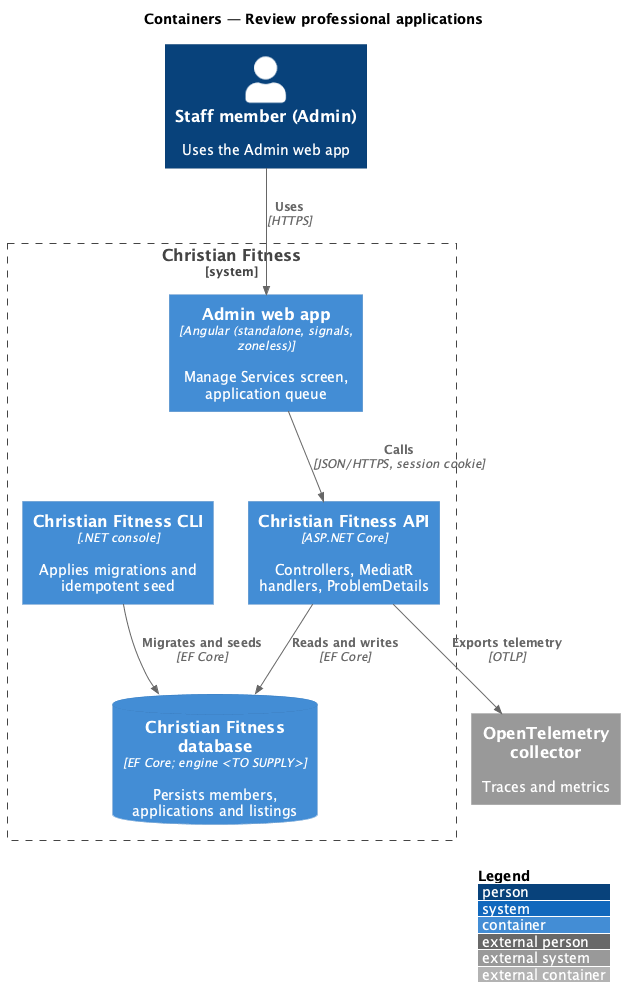 Containers — Review professional applications
Staff member (Admin)
Uses the Admin web app
Uses
[HTTPS]
Christian Fitness
[system]
Admin web app
[Angular (standalone, signals,
zoneless)]
Manage Services screen,
application queue
Calls
[JSON/HTTPS, session cookie]
Christian Fitness CLI
[.NET console]
Applies migrations and
idempotent seed
Christian Fitness API
[ASP.NET Core]
Controllers, MediatR
handlers, ProblemDetails
Migrates and seeds
[EF Core]
Reads and writes
[EF Core]
Exports telemetry
[OTLP]
Christian Fitness
database
[EF Core; engine <TO SUPPLY>]
Persists members,
applications and listings
OpenTelemetry
collector
Traces and metrics
Legend
person
system
container
external person
external system
external container